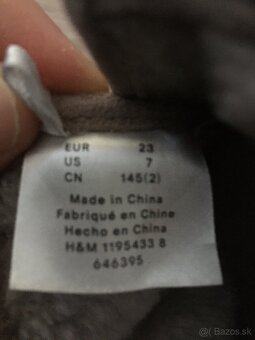 EUR 23
US 7
CN 145(2)
Made in China
Fabriqué en Chine
Hecho en China
H&M 1195433 8
646395
@ Bazos.sk